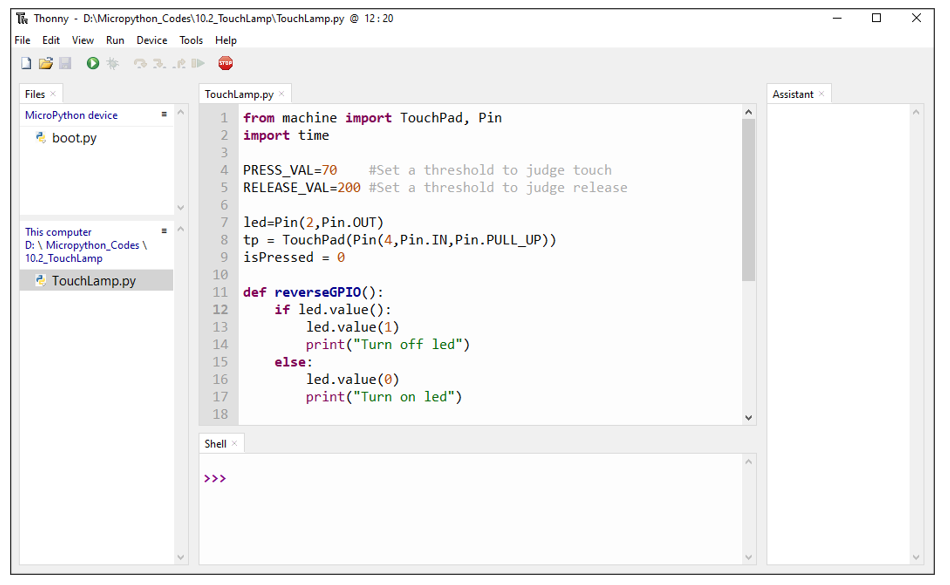 Thonny - D:\Micropython_Codes\10.2_TouchLamp\TouchLamp.py @ 12 : 20
File Edit View Run Device Tools Help
STOP
Files ×
MicroPython device ≡
boot.py
This computer ≡
D: \ Micropython_Codes \
10.2_TouchLamp
TouchLamp.py
TouchLamp.py ×
1 from machine import TouchPad, Pin
2 import time
3
4 PRESS_VAL=70    #Set a threshold to judge touch
5 RELEASE_VAL=200 #Set a threshold to judge release
6
7 led=Pin(2,Pin.OUT)
8 tp = TouchPad(Pin(4,Pin.IN,Pin.PULL_UP))
9 isPressed = 0
10
11 def reverseGPIO():
12     if led.value():
13         led.value(1)
14         print("Turn off led")
15     else:
16         led.value(0)
17         print("Turn on led")
18
Shell ×
>>>
Assistant ×